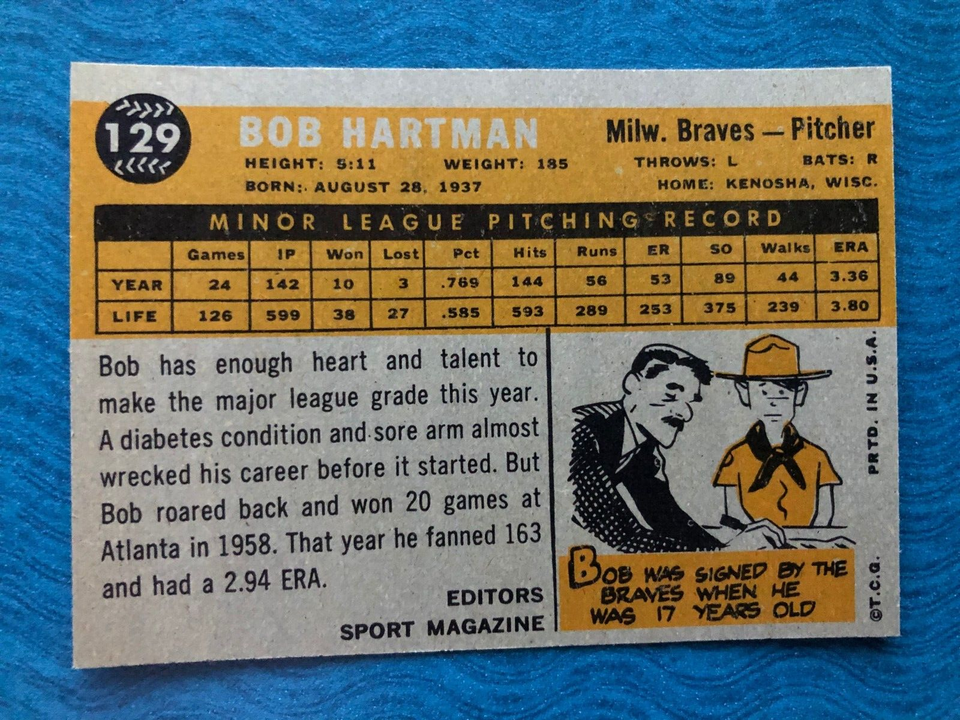 129
BOB HARTMAN
Milw. Braves — Pitcher
HEIGHT: 5:11 WEIGHT: 185 THROWS: L BATS: R
BORN: AUGUST 28, 1937 HOME: KENOSHA, WISC.
MINOR LEAGUE PITCHING RECORD
Games IP Won Lost Pct Hits Runs ER SO Walks ERA
YEAR 24 142 10 3 .769 144 56 53 89 44 3.36
LIFE 126 599 38 27 .585 593 289 253 375 239 3.80
Bob has enough heart and talent to
make the major league grade this year.
A diabetes condition and sore arm almost
wrecked his career before it started. But
Bob roared back and won 20 games at
Atlanta in 1958. That year he fanned 163
and had a 2.94 ERA.
EDITORS
SPORT MAGAZINE
BOB WAS SIGNED BY THE
BRAVES WHEN HE
WAS 17 YEARS OLD
©T.C.G. PRTD. IN U.S.A.